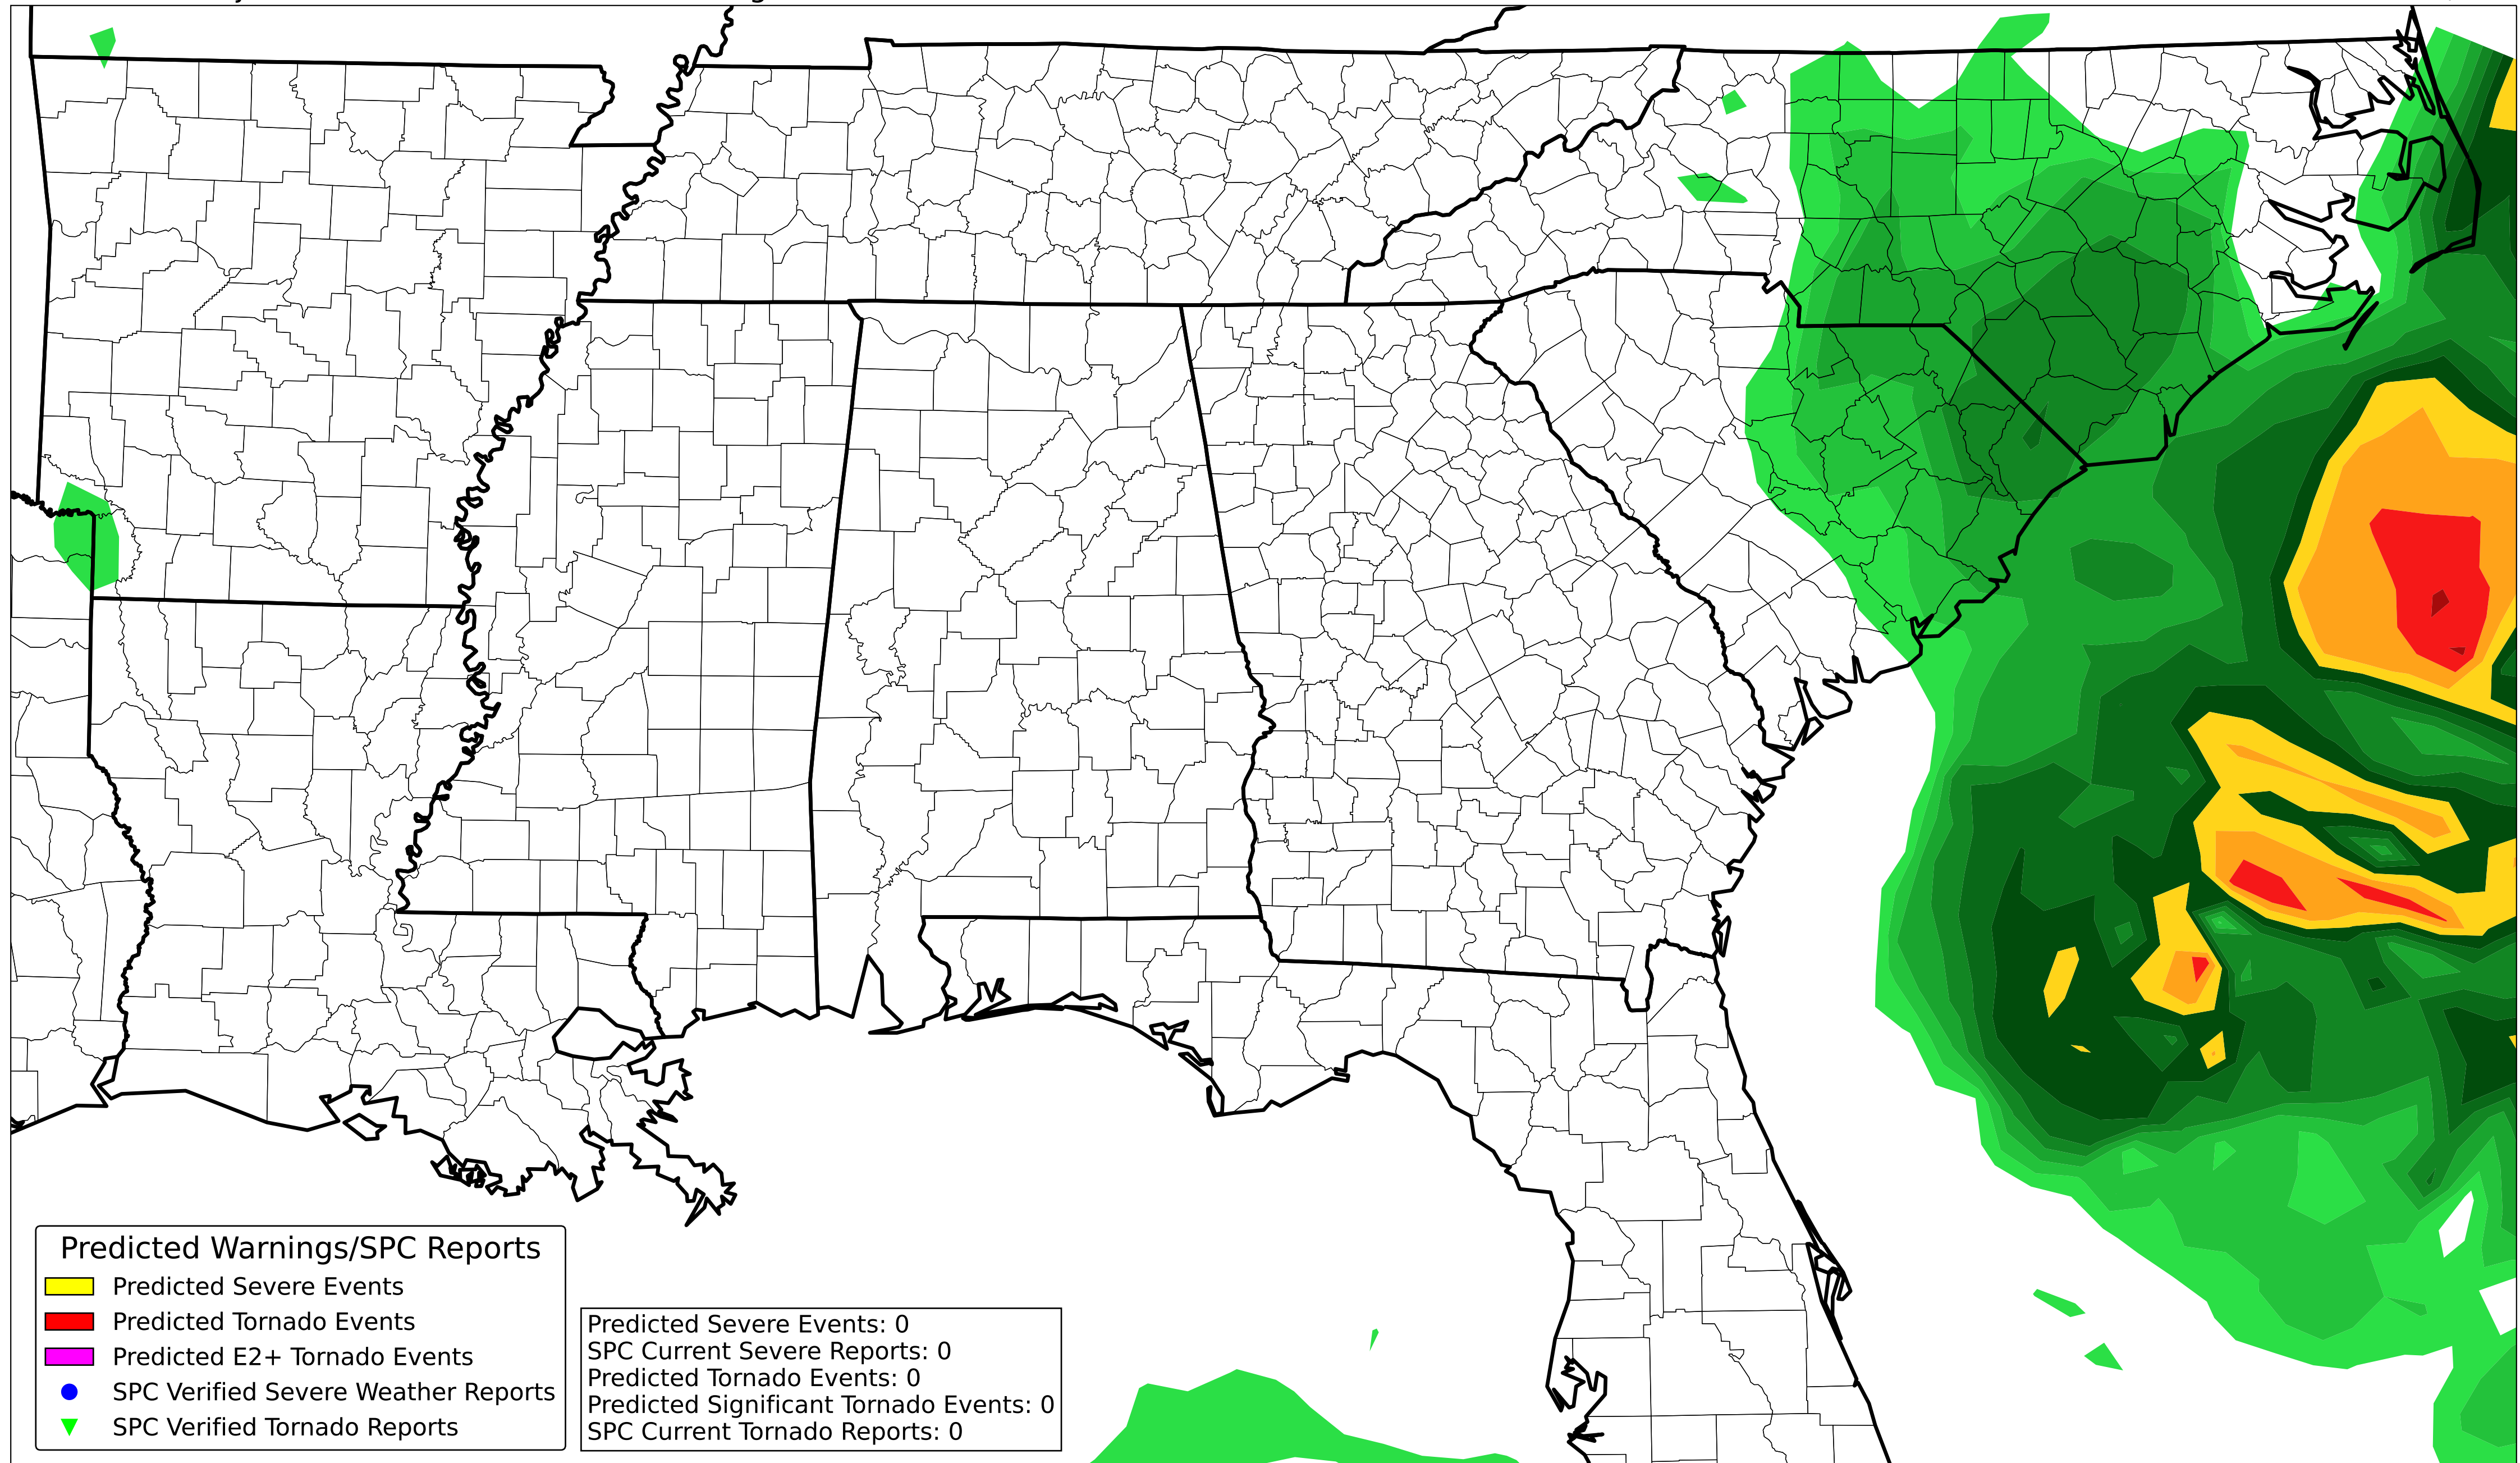 Predicted Warnings/SPC Reports
Predicted Severe Events
Predicted Tornado Events
Predicted E2+ Tornado Events
SPC Verified Severe Weather Reports
SPC Verified Tornado Reports
Predicted Severe Events: 0
SPC Current Severe Reports: 0
Predicted Tornado Events: 0
Predicted Significant Tornado Events: 0
SPC Current Tornado Reports: 0